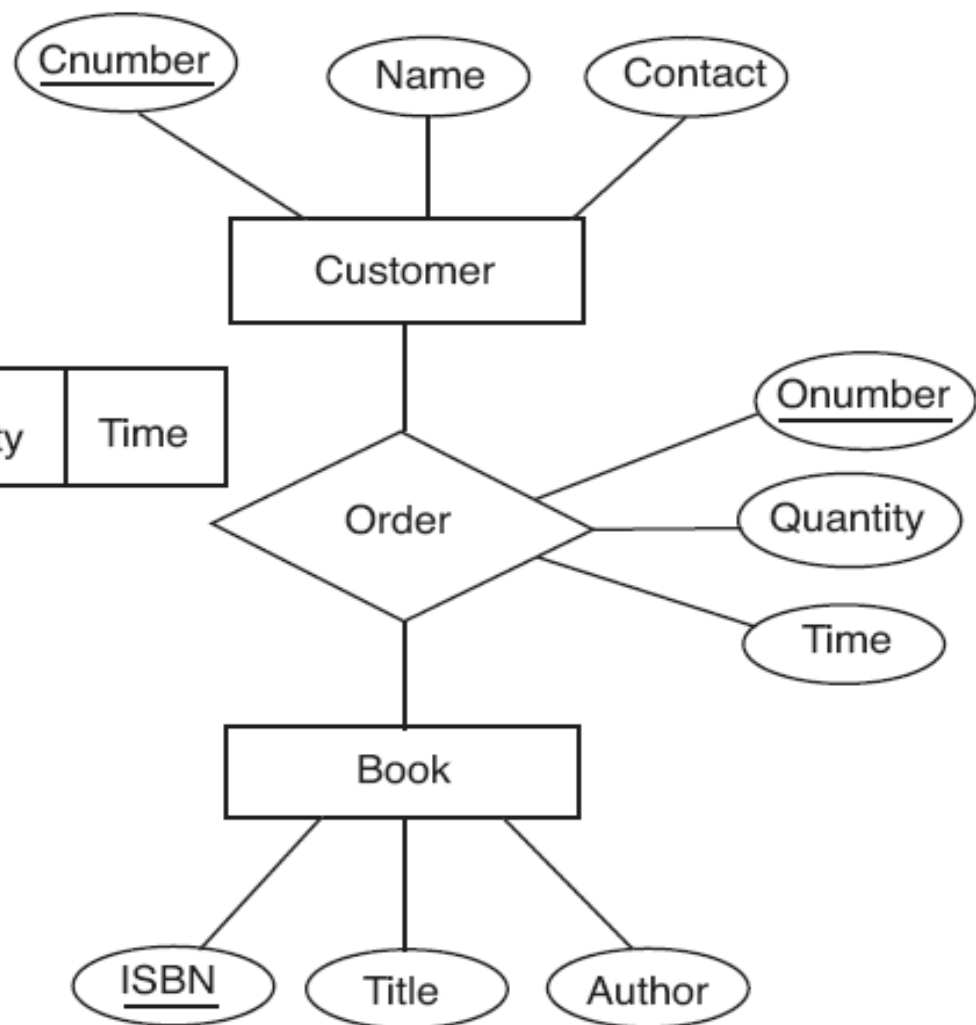 Cnumber
Name
Contact
Customer
Time
Onumber
Order
Quantity
Time
Book
ISBN
Title
Author